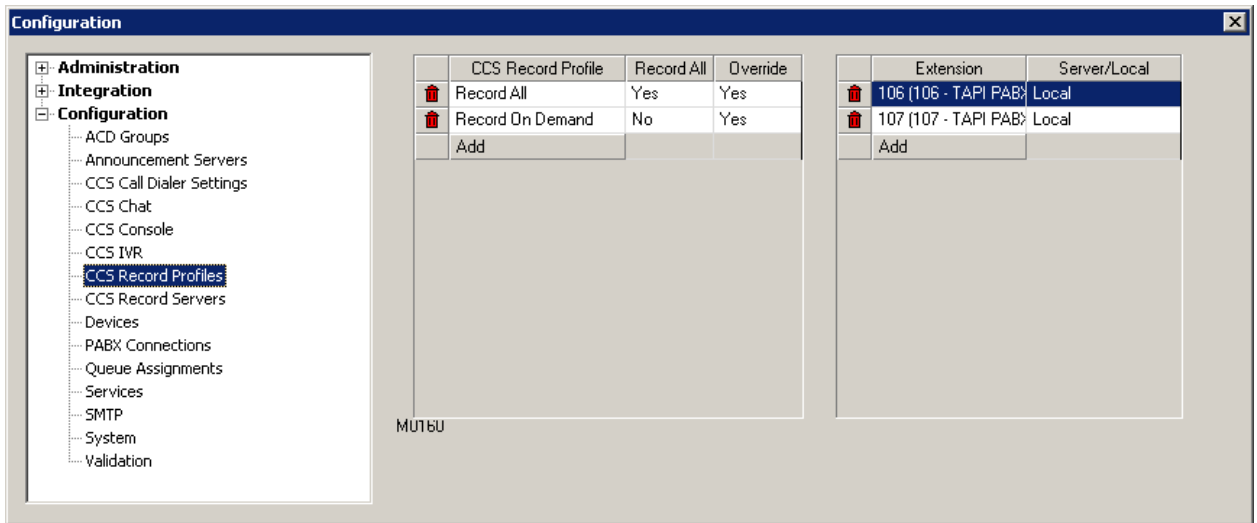 Configuration
Administration
Integration
Configuration
ACD Groups
Announcement Servers
CCS Call Dialer Settings
CCS Chat
CCS Console
CCS IVR
CCS Record Profiles
CCS Record Servers
Devices
PABX Connections
Queue Assignments
Services
SMTP
System
Validation
CCS Record Profile Record All Override
Record All Yes Yes
Record On Demand No Yes
Add
M0160
Extension Server/Local
106 (106 - TAPI PABX Local
107 (107 - TAPI PABX Local
Add